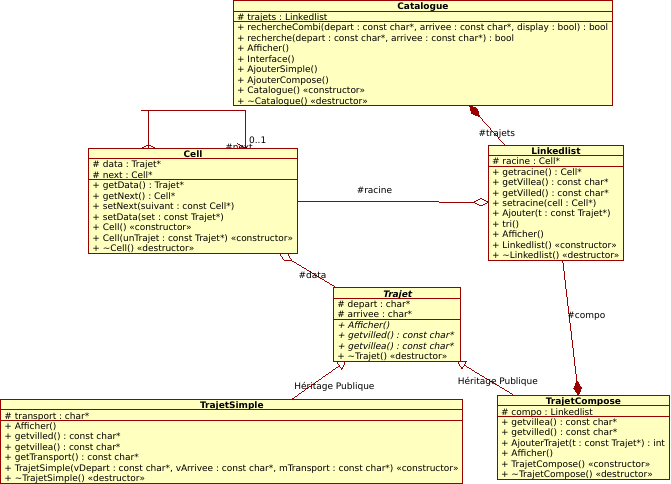 Catalogue
# trajets : Linkedlist
+ rechercheCombi(depart : const char*, arrivee : const char*, display : bool) : bool
+ recherche(depart : const char*, arrivee : const char*) : bool
+ Afficher()
+ Interface()
+ AjouterSimple()
+ AjouterCompose()
+ Catalogue() «constructor»
+ ~Catalogue() «destructor»
#trajets
0..1
#next
Cell
# data : Trajet*
# next : Cell*
+ getData() : Trajet*
+ getNext() : Cell*
+ setNext(suivant : const Cell*)
+ setData(set : const Trajet*)
+ Cell() «constructor»
+ Cell(unTrajet : const Trajet*) «constructor»
+ ~Cell() «destructor»
#racine
Linkedlist
# racine : Cell*
+ getracine() : Cell*
+ getVillea() : const char*
+ getVilled() : const char*
+ setracine(cell : Cell*)
+ Ajouter(t : const Trajet*)
+ tri()
+ Afficher()
+ Linkedlist() «constructor»
+ ~Linkedlist() «destructor»
#data
Trajet
# depart : char*
# arrivee : char*
+ Afficher()
+ getvilled() : const char*
+ getvillea() : const char*
+ ~Trajet() «destructor»
#compo
Héritage Publique
Héritage Publique
TrajetSimple
# transport : char*
+ Afficher()
+ getvilled() : const char*
+ getvillea() : const char*
+ getTransport() : const char*
+ TrajetSimple(vDepart : const char*, vArrivee : const char*, mTransport : const char*) «constructor»
+ ~TrajetSimple() «destructor»
TrajetCompose
# compo : Linkedlist
+ getvillea() : const char*
+ getvilled() : const char*
+ AjouterTrajet(t : const Trajet*) : int
+ Afficher()
+ TrajetCompose() «constructor»
+ ~TrajetCompose() «destructor»